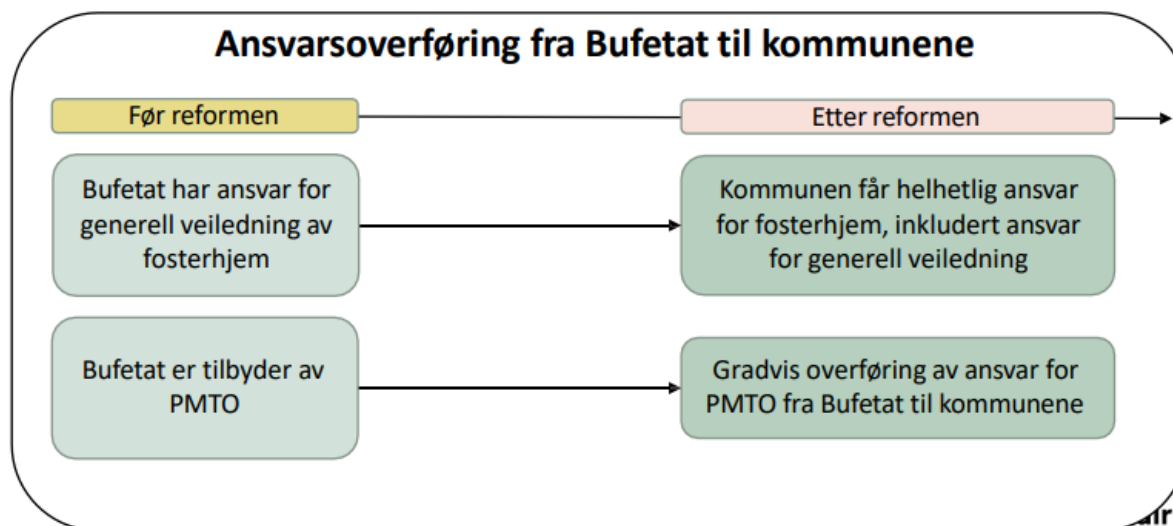 Ansvarsoverføring fra Bufetat til kommunene
Før reformen
Etter reformen
Bufetat har ansvar for
generell veiledning av
fosterhjem
Kommunen får helhetlig ansvar
for fosterhjem, inkludert ansvar
for generell veiledning
Bufetat er tilbyder av
PMTO
Gradvis overføring av ansvar for
PMTO fra Bufetat til kommunene